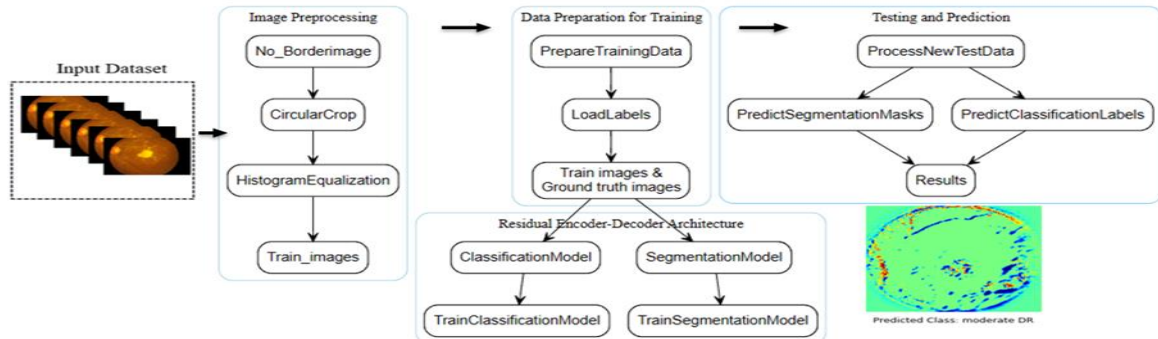 Input Dataset
Image Preprocessing
No_Borderimage
CircularCrop
HistogramEqualization
Train_images
Data Preparation for Training
PrepareTrainingData
LoadLabels
Train images &
Ground truth images
Residual Encoder-Decoder Architecture
ClassificationModel
SegmentationModel
TrainClassificationModel
TrainSegmentationModel
Testing and Prediction
ProcessNewTestData
PredictSegmentationMasks
PredictClassificationLabels
Results
Predicted Class: moderate DR